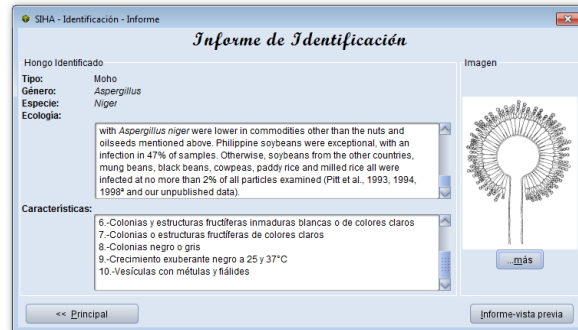 SIHA - Identificación - Informe
Informe de Identificación
Hongo Identificado
Tipo: Moho
Género: Aspergillus
Especie: Niger
Ecología:
with Aspergillus niger were lower in commodities other than the nuts and
oilseeds mentioned above. Philippine soybeans were exceptional, with an
infection in 47% of samples. Otherwise, soybeans from the other countries,
mung beans, black beans, cowpeas, paddy rice and milled rice all were
infected at no more than 2% of all particles examined (Pitt et al., 1993, 1994,
1998ª and our unpublished data).
Características:
6.-Colonias y estructuras fructíferas inmaduras blancas o de colores claros
7.-Colonias o estructuras fructíferas de colores claros
8.-Colonias negro o gris
9.-Crecimiento exuberante negro a 25 y 37°C
10.-Vesículas con métulas y fiálides
Imagen
...más
<< Principal
Informe-vista previa